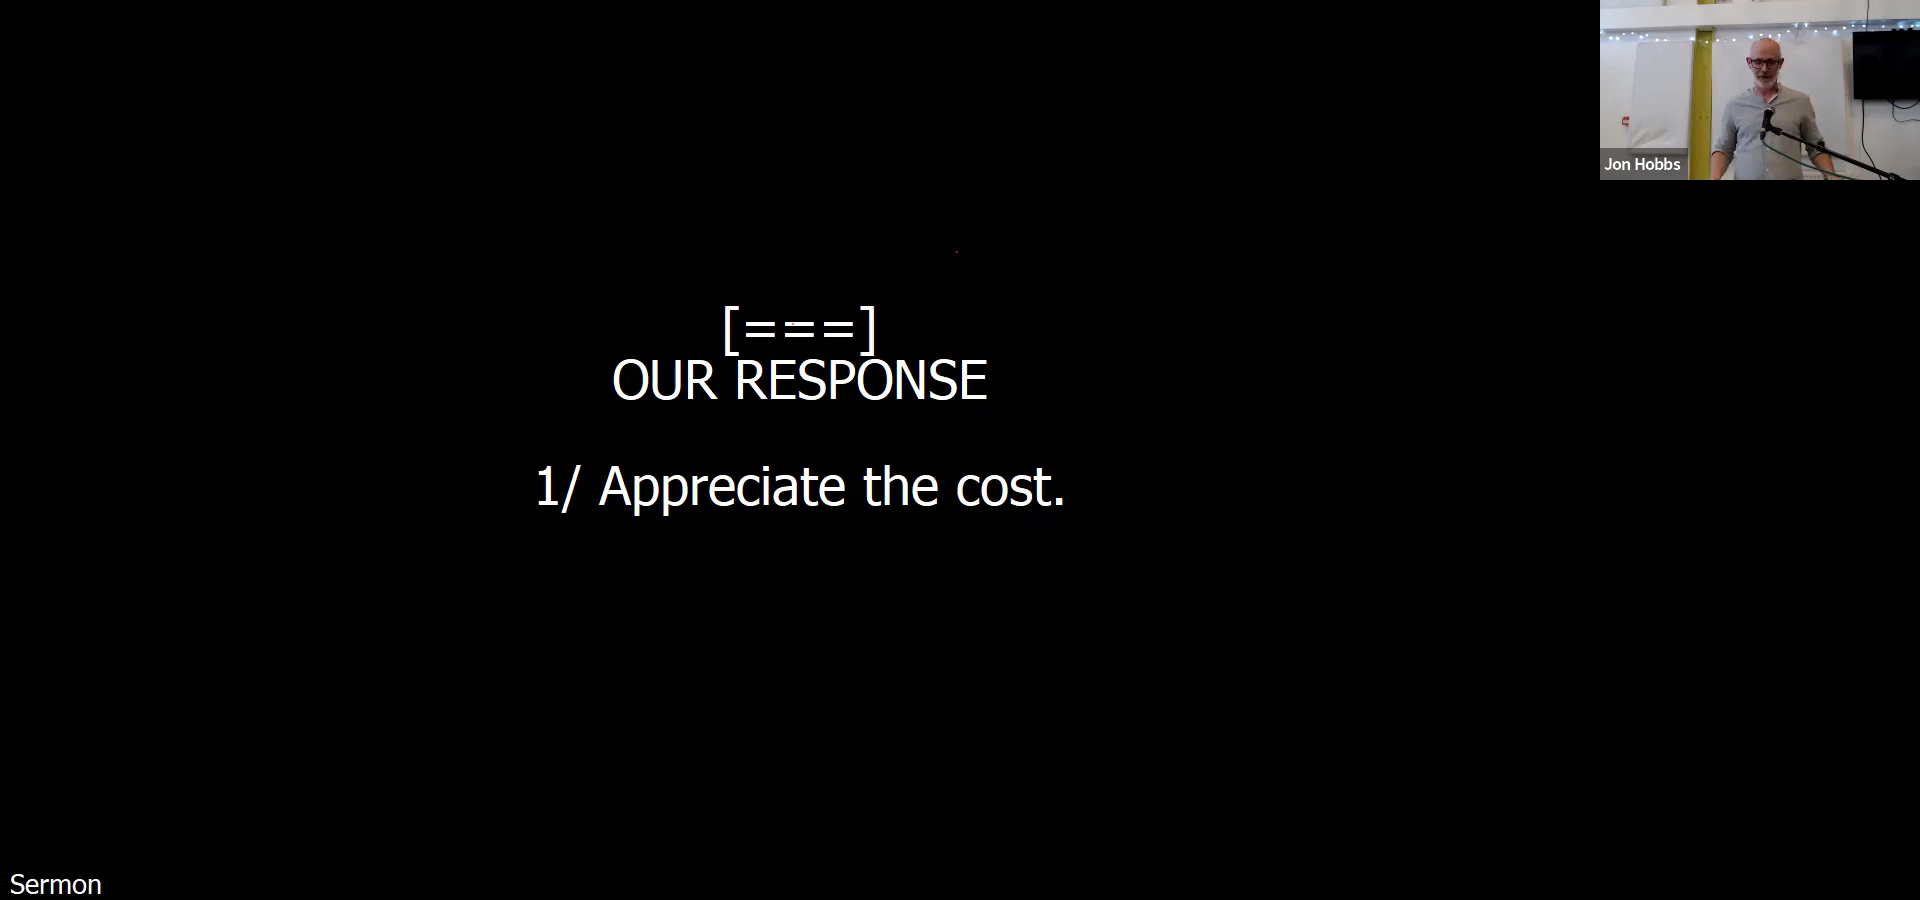 [===]
OUR RESPONSE
1/ Appreciate the cost.
Jon Hobbs
Sermon